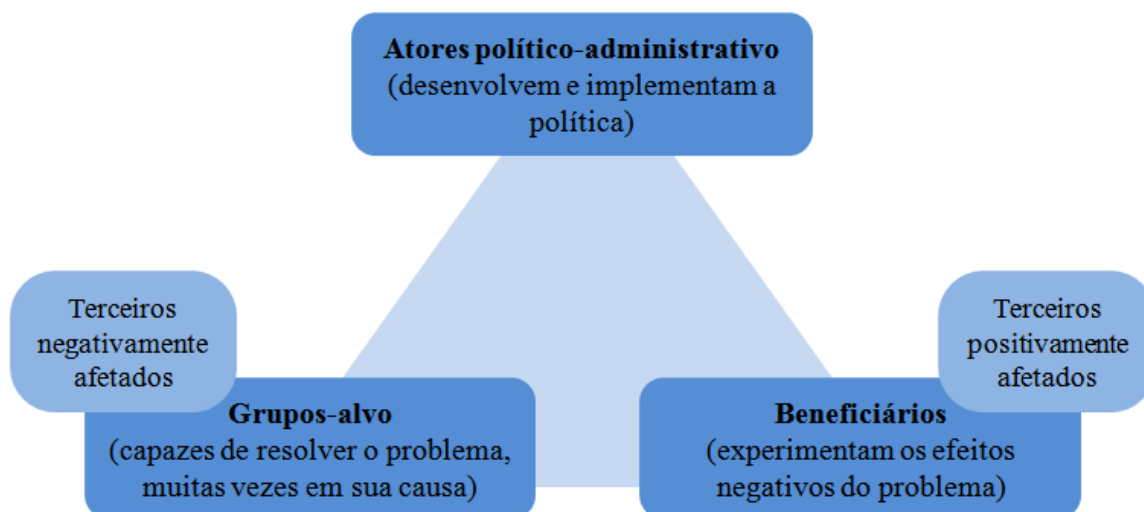 Atores político-administrativo
(desenvolvem e implementam a
política)
Terceiros
negativamente
afetados
Terceiros
positivamente
afetados
Grupos-alvo
(capazes de resolver o problema,
muitas vezes em sua causa)
Beneficiários
(experimentam os efeitos
negativos do problema)